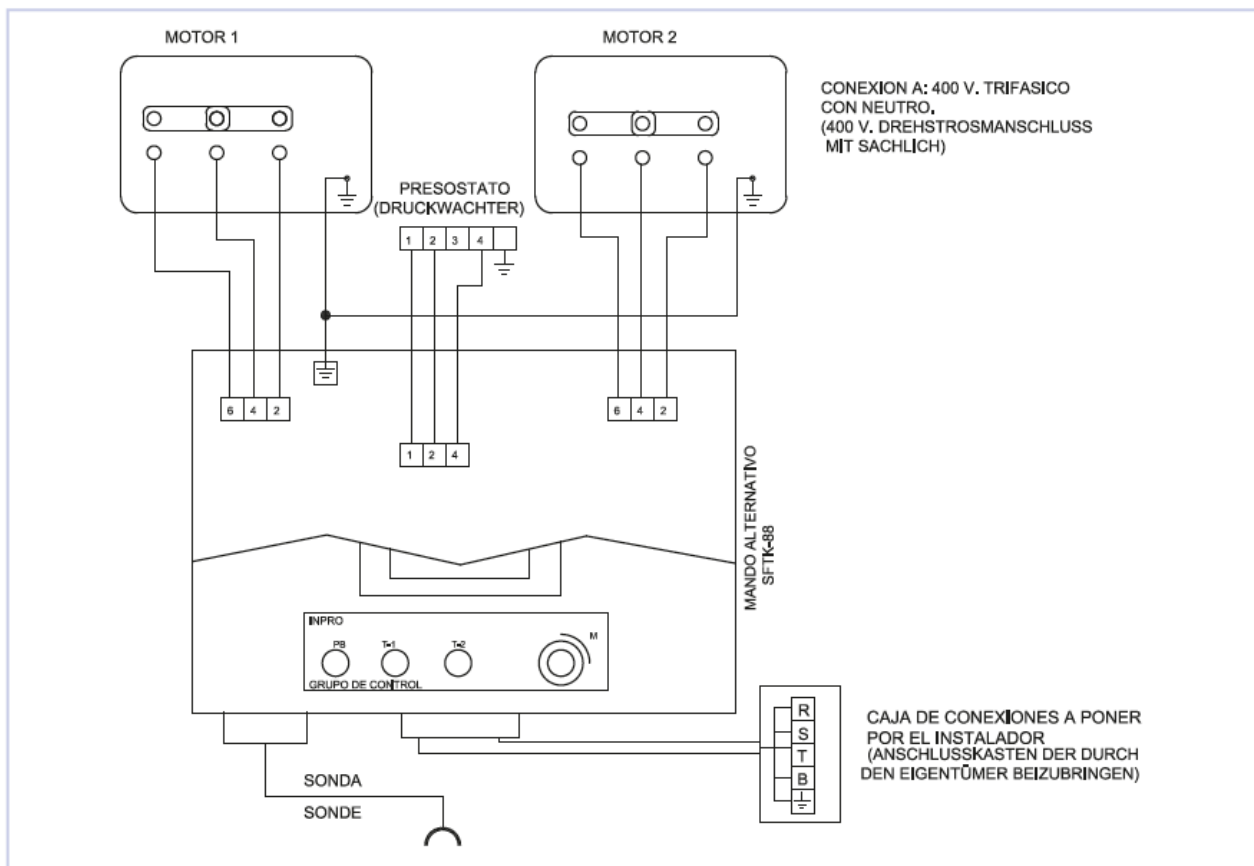 MOTOR 1
MOTOR 2
CONEXION A: 400 V. TRIFASICO
CON NEUTRO.
(400 V. DREHSTROSMANSCHLUSS
MIT SACHLICH)
PRESOSTATO
(DRUCKWACHTER)
1 2 3 4
6 4 2
6 4 2
1 2 4
MANDO ALTERNATIVO
SFTK-88
INPRO
PB T-1 T-2 M
GRUPO DE CONTROL
R
S
T
B
CAJA DE CONEXIONES A PONER
POR EL INSTALADOR
(ANSCHLUSSKASTEN DER DURCH
DEN EIGENTÜMER BEIZUBRINGEN)
SONDA
SONDE